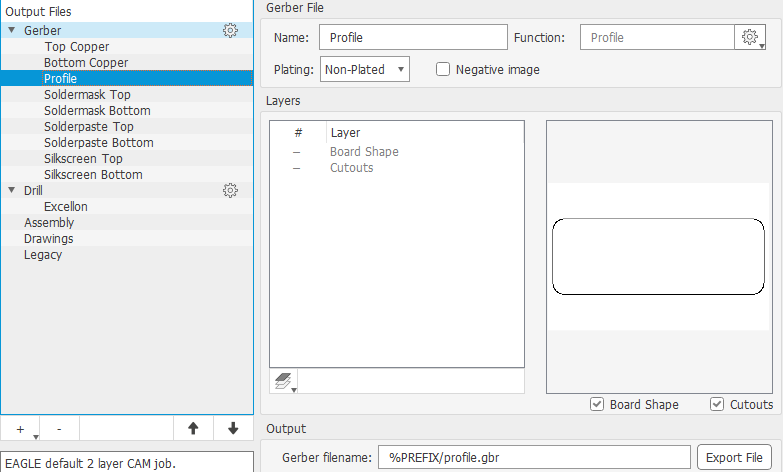 Output Files
Gerber
Top Copper
Bottom Copper
Profile
Soldermask Top
Soldermask Bottom
Solderpaste Top
Solderpaste Bottom
Silkscreen Top
Silkscreen Bottom
Drill
Excellon
Assembly
Drawings
Legacy
+ - 
EAGLE default 2 layer CAM job.
Gerber File
Name: Profile Function: Profile
Plating: Non-Plated Negative image
Layers
# Layer
– Board Shape
– Cutouts
Board Shape Cutouts
Output
Gerber filename: %PREFIX/profile.gbr Export File